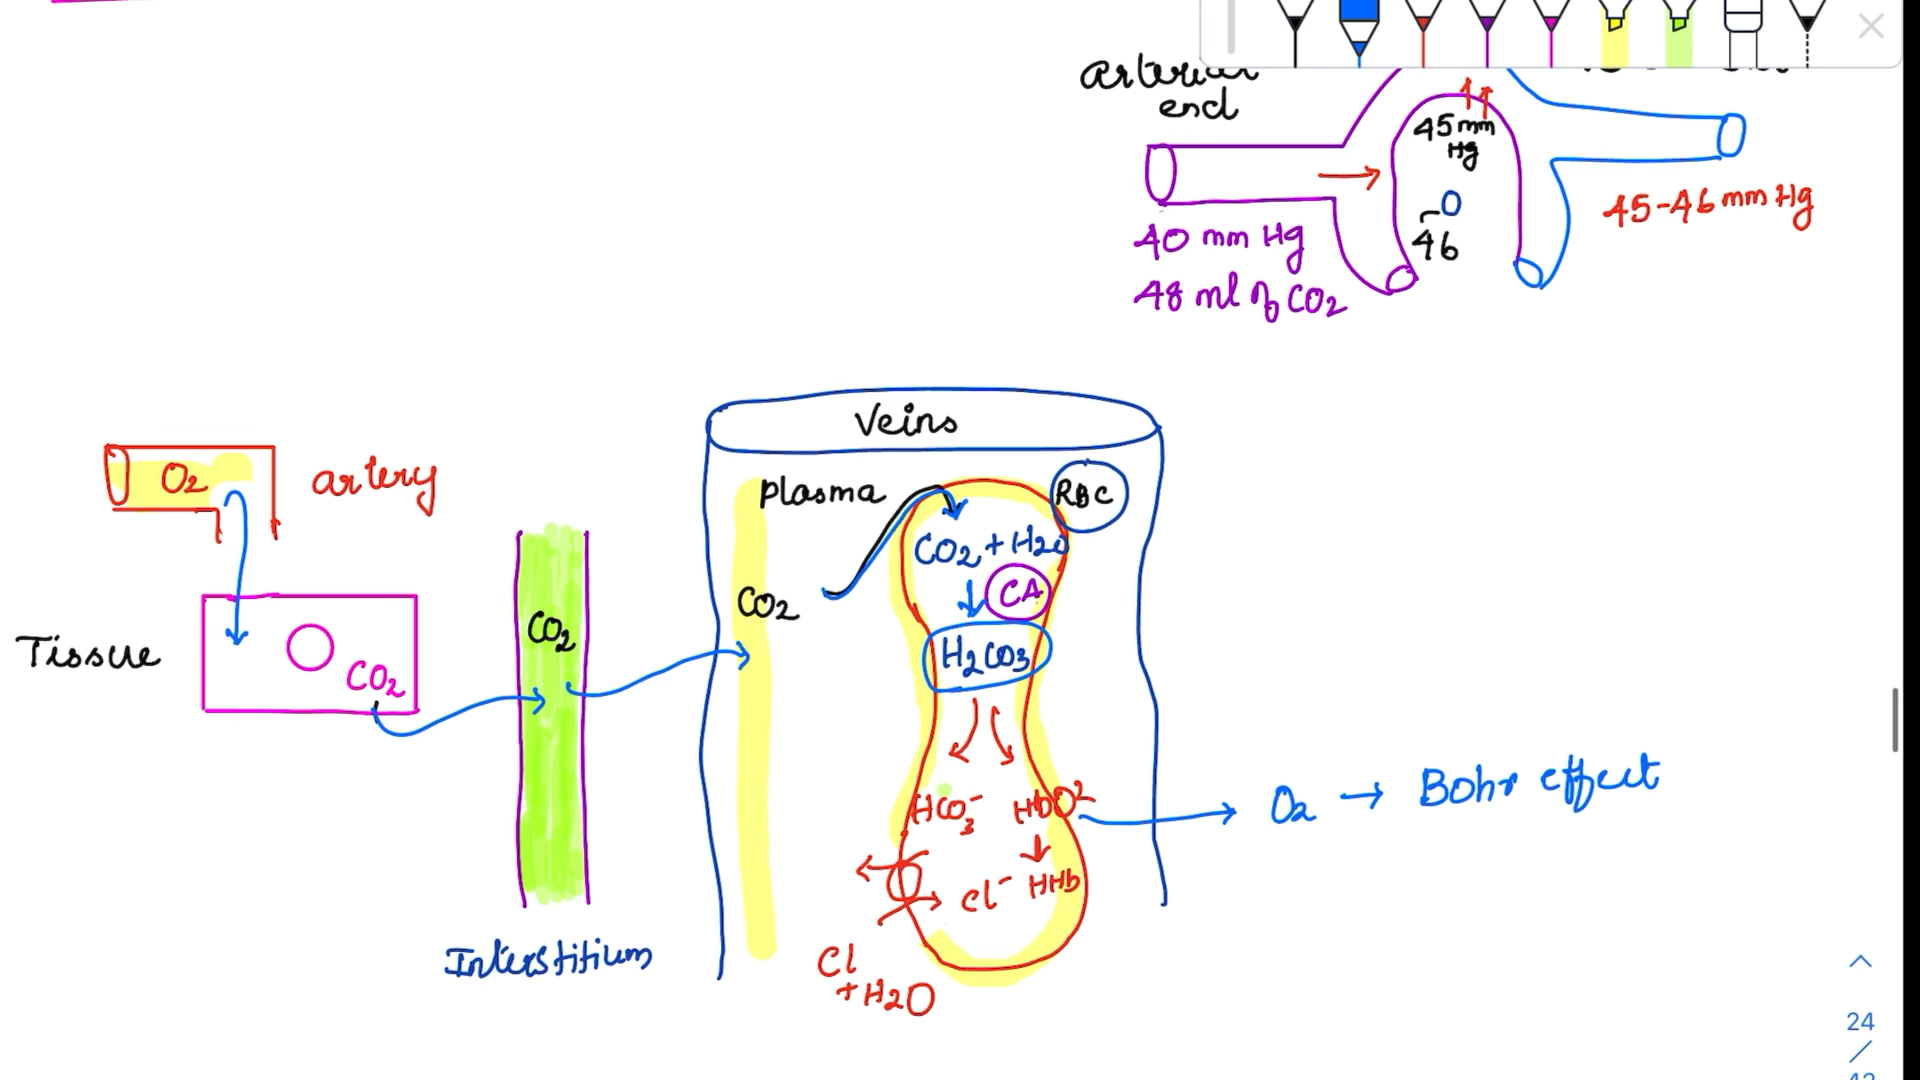 arterial
end
45mm
Hg
46
45-46 mm Hg
40 mm Hg
48 ml of CO2
Veins
O2
artery
plasma
RBC
CO2 + H2O
CA
CO2
CO2
H2CO3
Tissue
CO2
HCO3-
HbO2
O2 → Bohr effect
Cl-
HHb
Interstitium
Cl
+ H2O
24
/